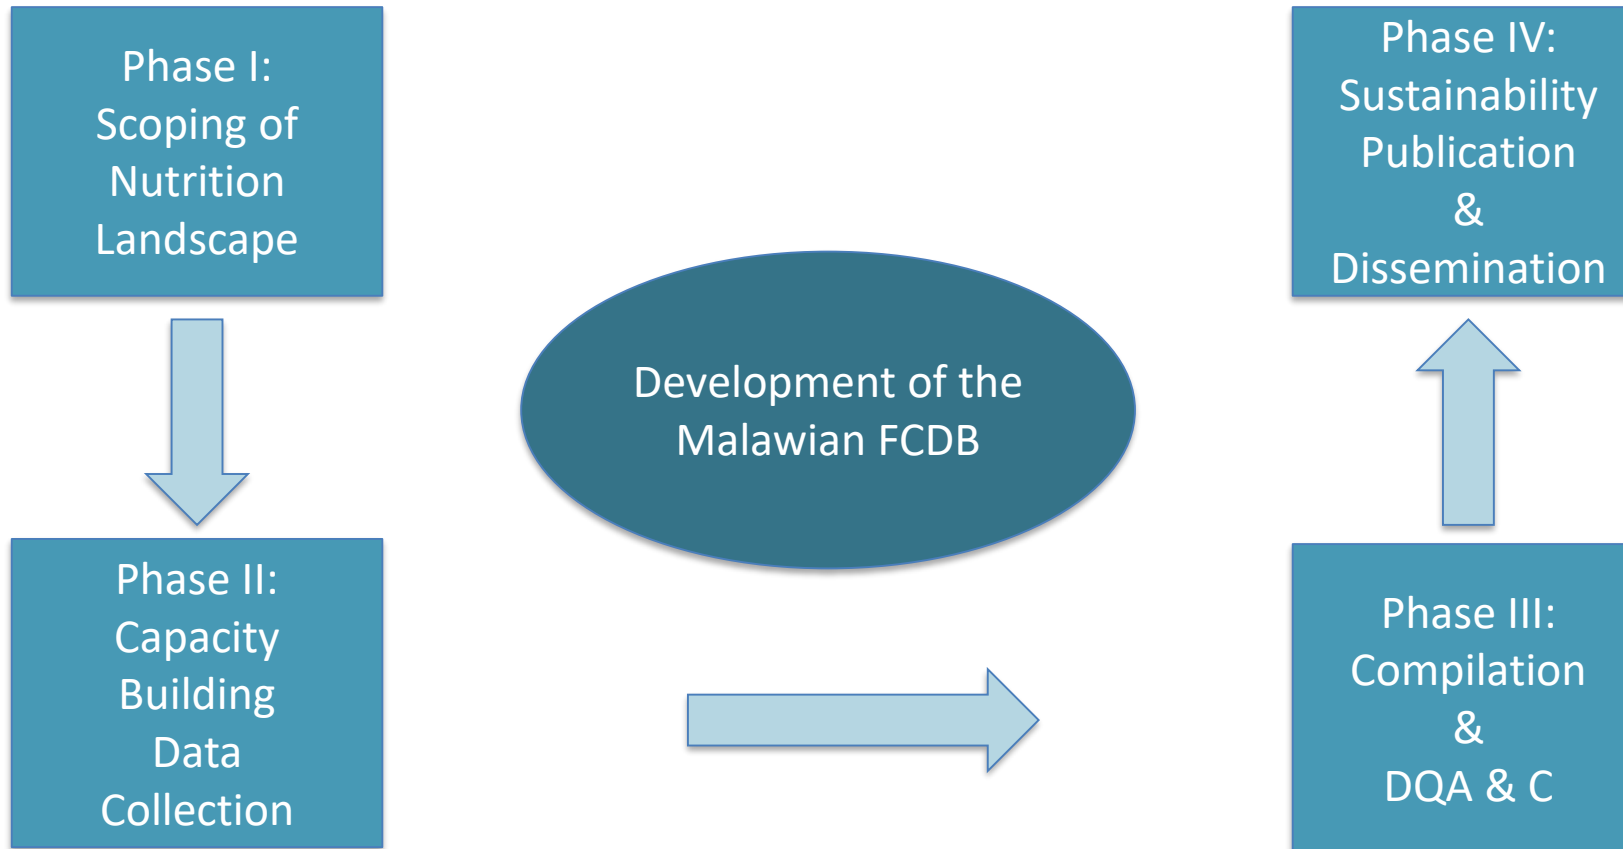 Phase I:
Scoping of
Nutrition
Landscape
Phase II:
Capacity
Building
Data
Collection
Development of the
Malawian FCDB
Phase III:
Compilation
&
DQA & C
Phase IV:
Sustainability
Publication
&
Dissemination